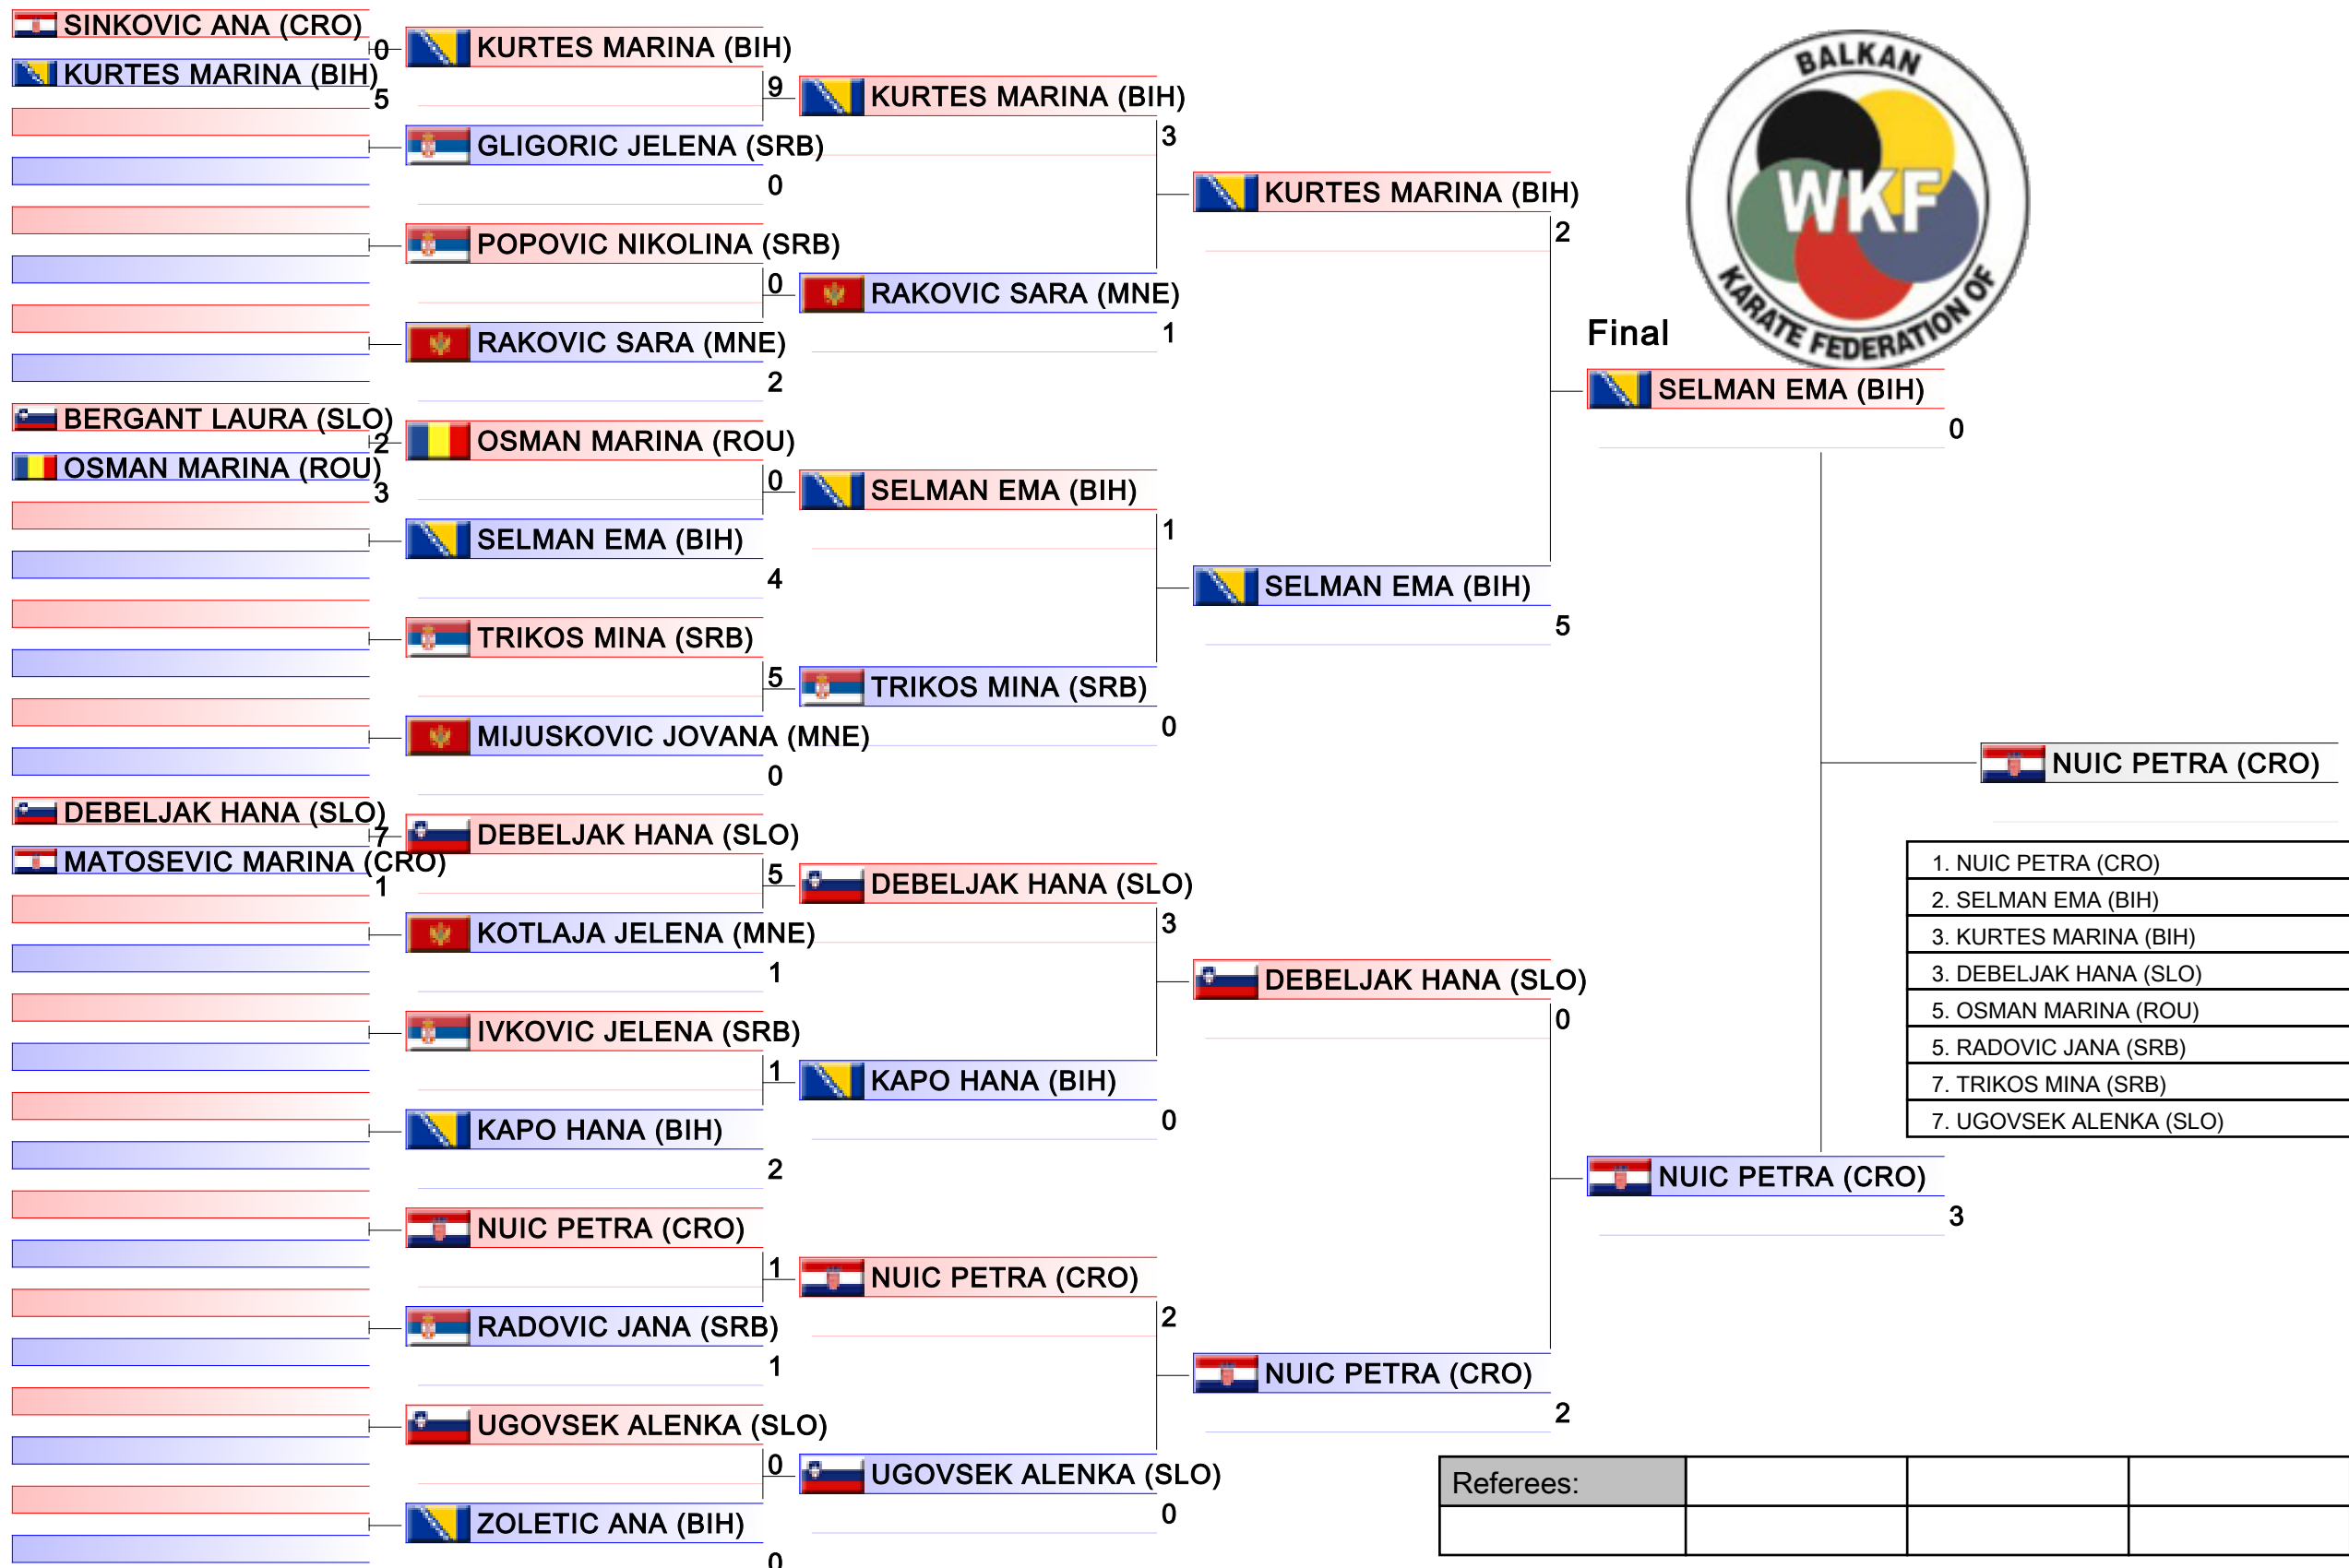 SINKOVIC ANA (CRO)
0
KURTES MARINA (BIH)
5
BERGANT LAURA (SLO)
2
OSMAN MARINA (ROU)
3
DEBELJAK HANA (SLO)
7
MATOSEVIC MARINA (CRO)
1
KURTES MARINA (BIH)
9
GLIGORIC JELENA (SRB)
0
POPOVIC NIKOLINA (SRB)
0
RAKOVIC SARA (MNE)
2
OSMAN MARINA (ROU)
0
SELMAN EMA (BIH)
4
TRIKOS MINA (SRB)
5
MIJUSKOVIC JOVANA (MNE)
0
DEBELJAK HANA (SLO)
5
KOTLAJA JELENA (MNE)
1
IVKOVIC JELENA (SRB)
1
KAPO HANA (BIH)
2
NUIC PETRA (CRO)
1
RADOVIC JANA (SRB)
1
UGOVSEK ALENKA (SLO)
0
ZOLETIC ANA (BIH)
0
KURTES MARINA (BIH)
3
RAKOVIC SARA (MNE)
1
SELMAN EMA (BIH)
1
TRIKOS MINA (SRB)
0
DEBELJAK HANA (SLO)
3
KAPO HANA (BIH)
0
NUIC PETRA (CRO)
2
UGOVSEK ALENKA (SLO)
0
KURTES MARINA (BIH)
2
SELMAN EMA (BIH)
5
DEBELJAK HANA (SLO)
0
NUIC PETRA (CRO)
2
BALKAN
WKF
KARATE FEDERATION OF
Final
SELMAN EMA (BIH)
0
NUIC PETRA (CRO)
3
NUIC PETRA (CRO)
1. NUIC PETRA (CRO)
2. SELMAN EMA (BIH)
3. KURTES MARINA (BIH)
3. DEBELJAK HANA (SLO)
5. OSMAN MARINA (ROU)
5. RADOVIC JANA (SRB)
7. TRIKOS MINA (SRB)
7. UGOVSEK ALENKA (SLO)
Referees: